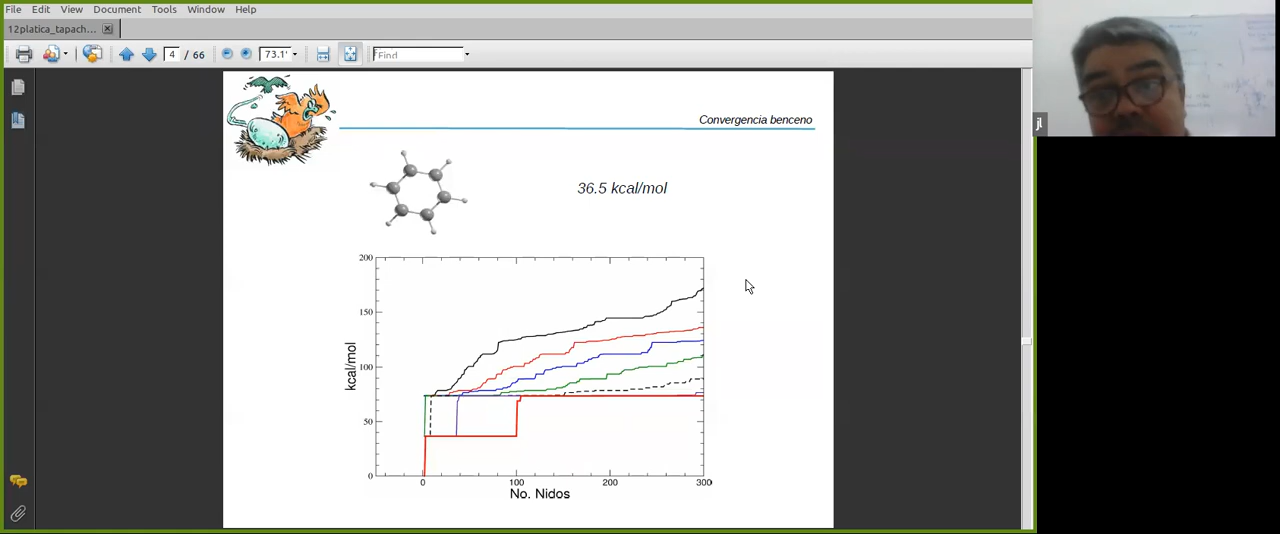 File Edit View Document Tools Window Help
12platica_tapach...
4 / 66 73.1 Find
Convergencia benceno
36.5 kcal/mol
200
150
100
50
0
kcal/mol
0 100 200 300
No. Nidos
jl